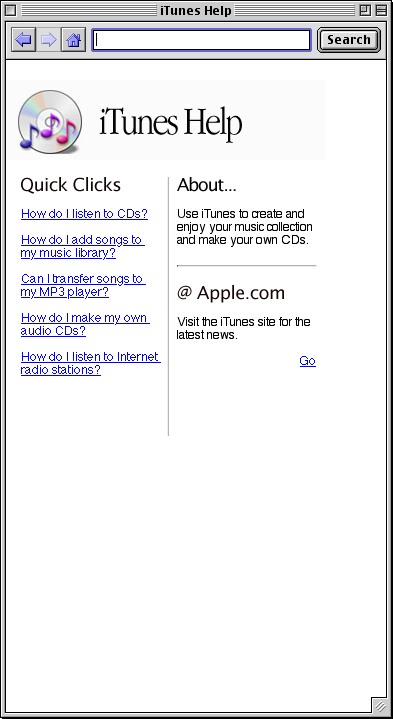 iTunes Help
Search
iTunes Help
Quick Clicks
How do I listen to CDs?
How do I add songs to
my music library?
Can I transfer songs to
my MP3 player?
How do I make my own
audio CDs?
How do I listen to Internet
radio stations?
About...
Use iTunes to create and
enjoy your music collection
and make your own CDs.
@ Apple.com
Visit the iTunes site for the
latest news.
Go